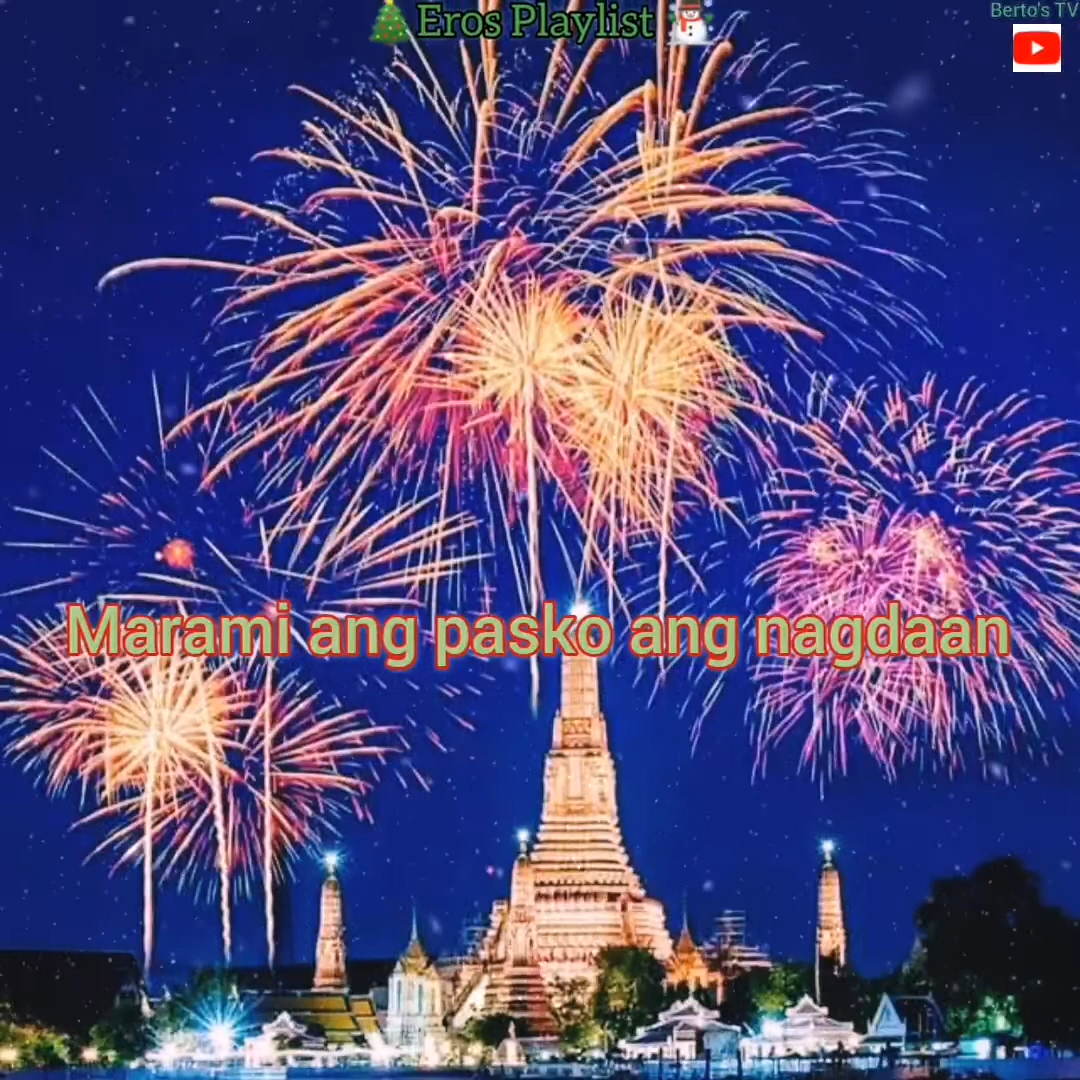 🎄Eros Playlist⛄
Berto's TV
Marami ang pasko ang nagdaan